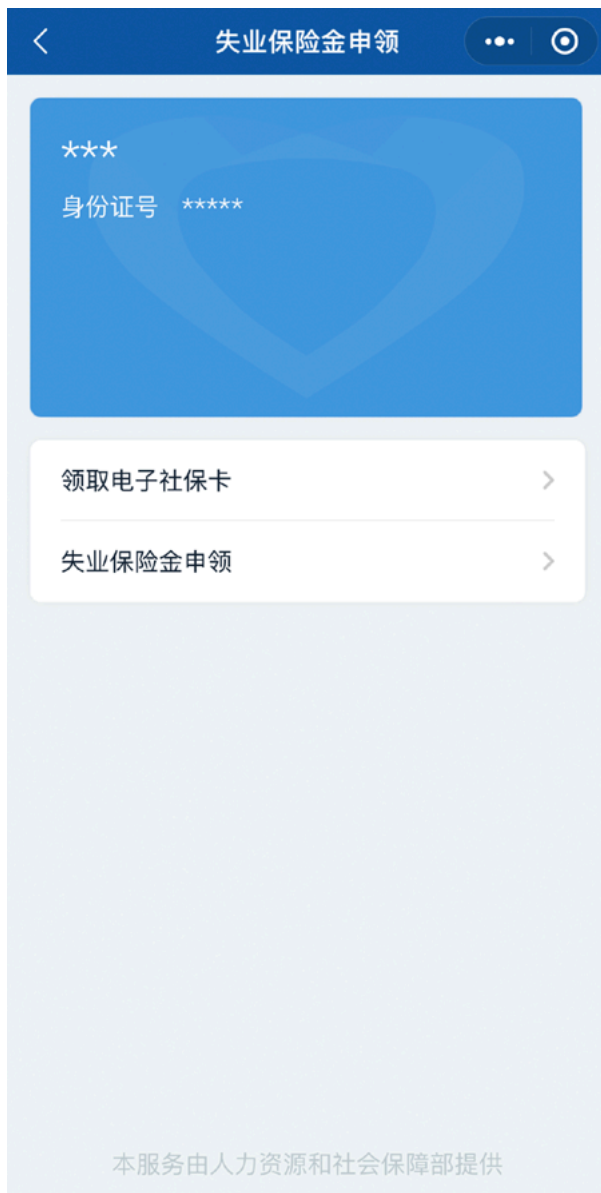 失业保险金申领
***
身份证号 *****
领取电子社保卡
失业保险金申领
本服务由人力资源和社会保障部提供